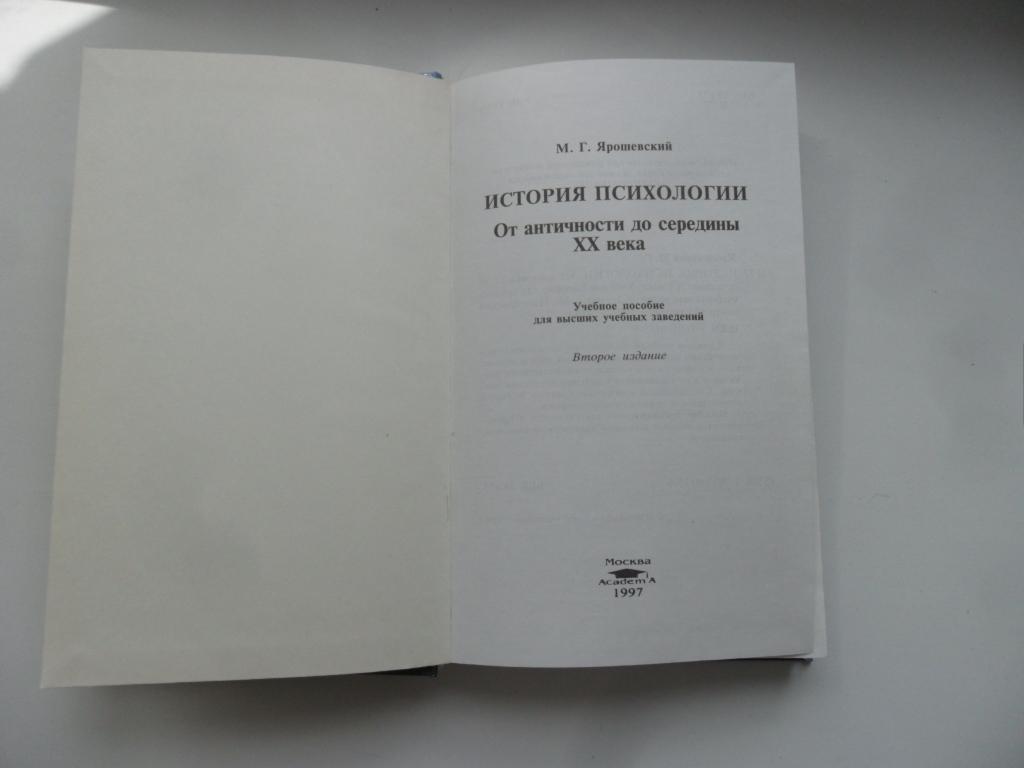 М. Г. Ярошевский
ИСТОРИЯ ПСИХОЛОГИИ
От античности до середины
XX века
Учебное пособие
для высших учебных заведений
Второе издание
Москва
AcademiA
1997